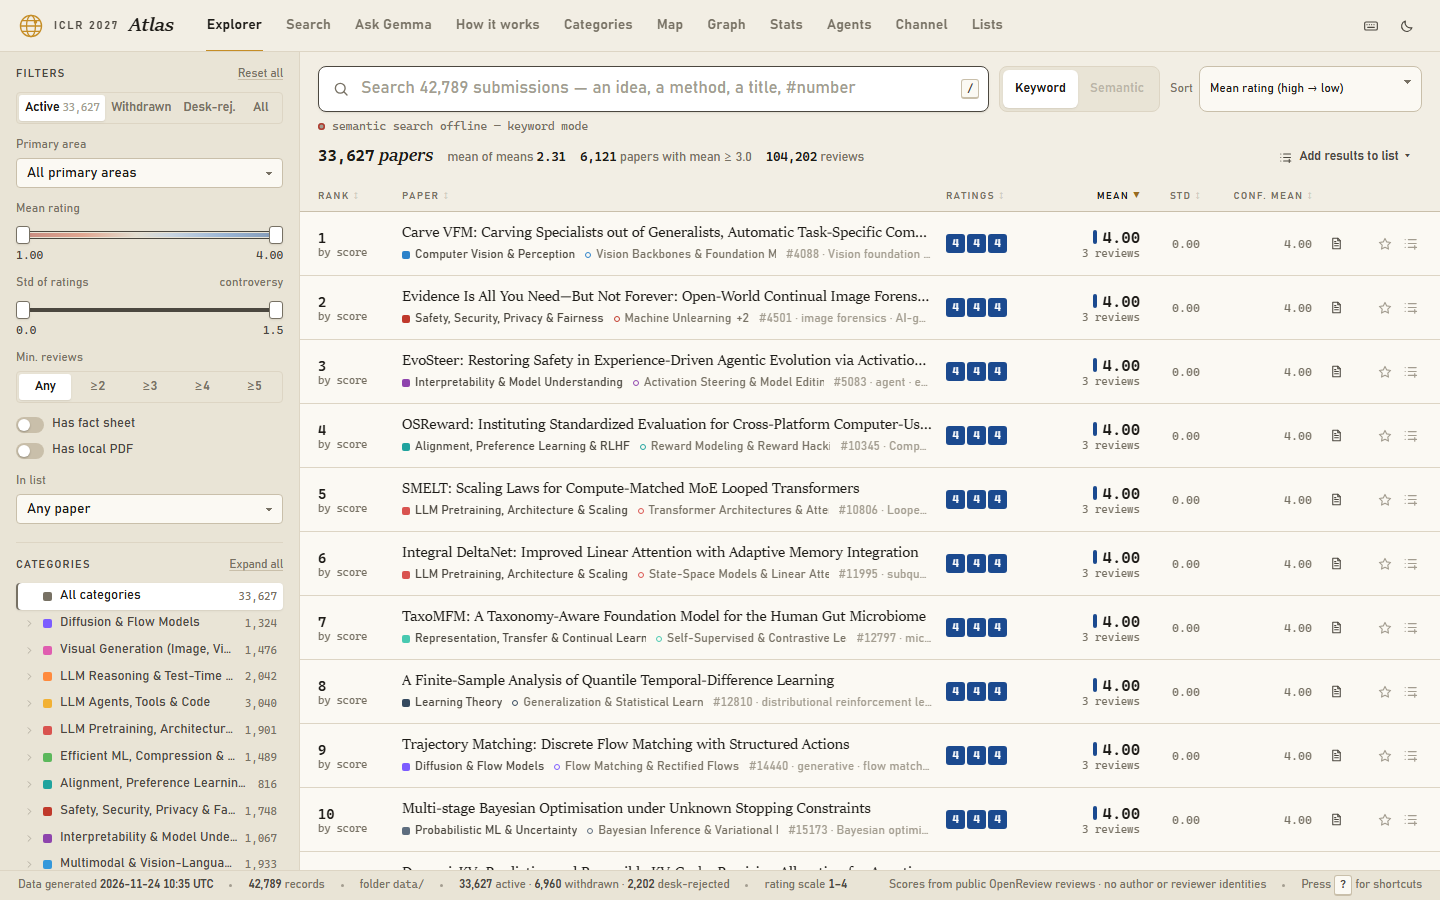 ICLR 2027 Atlas
Explorer Search Ask Gemma How it works Categories Map Graph Stats Agents Channel Lists
FILTERS Reset all
Active 33,627 Withdrawn Desk-rej. All
Primary area
All primary areas
Mean rating
1.00 4.00
Std of ratings controversy
0.0 1.5
Min. reviews
Any ≥2 ≥3 ≥4 ≥5
Has fact sheet
Has local PDF
In list
Any paper
CATEGORIES Expand all
All categories 33,627
Diffusion & Flow Models 1,324
Visual Generation (Image, Vi... 1,476
LLM Reasoning & Test-Time ... 2,042
LLM Agents, Tools & Code 3,040
LLM Pretraining, Architectur... 1,901
Efficient ML, Compression & ... 1,489
Alignment, Preference Learnin... 816
Safety, Security, Privacy & Fa... 1,748
Interpretability & Model Unde... 1,067
Multimodal & Vision-Langua... 1,933
Search 42,789 submissions — an idea, a method, a title, #number /
Keyword Semantic Sort Mean rating (high → low)
semantic search offline — keyword mode
33,627 papers mean of means 2.31 6,121 papers with mean ≥ 3.0 104,202 reviews Add results to list
RANK PAPER RATINGS MEAN STD CONF. MEAN
1 Carve VFM: Carving Specialists out of Generalists, Automatic Task-Specific Com... 4 4 4 4.00 0.00 4.00
by score Computer Vision & Perception Vision Backbones & Foundation M #4088 · Vision foundation ... 3 reviews
2 Evidence Is All You Need—But Not Forever: Open-World Continual Image Forens... 4 4 4 4.00 0.00 4.00
by score Safety, Security, Privacy & Fairness Machine Unlearning +2 #4501 · image forensics · AI-g... 3 reviews
3 EvoSteer: Restoring Safety in Experience-Driven Agentic Evolution via Activatio... 4 4 4 4.00 0.00 4.00
by score Interpretability & Model Understanding Activation Steering & Model Editin #5083 · agent · e... 3 reviews
4 OSReward: Instituting Standardized Evaluation for Cross-Platform Computer-Us... 4 4 4 4.00 0.00 4.00
by score Alignment, Preference Learning & RLHF Reward Modeling & Reward Hacki #10345 · Comp... 3 reviews
5 SMELT: Scaling Laws for Compute-Matched MoE Looped Transformers 4 4 4 4.00 0.00 4.00
by score LLM Pretraining, Architecture & Scaling Transformer Architectures & Atte #10806 · Loope... 3 reviews
6 Integral DeltaNet: Improved Linear Attention with Adaptive Memory Integration 4 4 4 4.00 0.00 4.00
by score LLM Pretraining, Architecture & Scaling State-Space Models & Linear Atte #11995 · subqu... 3 reviews
7 TaxoMFM: A Taxonomy-Aware Foundation Model for the Human Gut Microbiome 4 4 4 4.00 0.00 4.00
by score Representation, Transfer & Continual Learn Self-Supervised & Contrastive Le #12797 · mic... 3 reviews
8 A Finite-Sample Analysis of Quantile Temporal-Difference Learning 4 4 4 4.00 0.00 4.00
by score Learning Theory Generalization & Statistical Learn #12810 · distributional reinforcement le... 3 reviews
9 Trajectory Matching: Discrete Flow Matching with Structured Actions 4 4 4 4.00 0.00 4.00
by score Diffusion & Flow Models Flow Matching & Rectified Flows #14440 · generative · flow match... 3 reviews
10 Multi-stage Bayesian Optimisation under Unknown Stopping Constraints 4 4 4 4.00 0.00 4.00
by score Probabilistic ML & Uncertainty Bayesian Inference & Variational I #15173 · Bayesian optimi... 3 reviews
Data generated 2026-11-24 10:35 UTC • 42,789 records • folder data/ • 33,627 active · 6,960 withdrawn · 2,202 desk-rejected • rating scale 1–4 Scores from public OpenReview reviews · no author or reviewer identities • Press ? for shortcuts